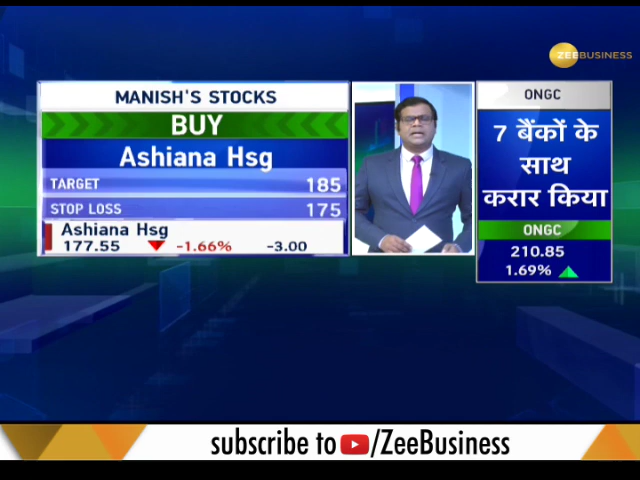 ZEEBUSINESS
MANISH'S STOCKS
BUY
Ashiana Hsg
TARGET 185
STOP LOSS 175
Ashiana Hsg
177.55 -1.66% -3.00
ONGC
7 बैंकों के
साथ
करार किया
ONGC
210.85
1.69%
subscribe to /ZeeBusiness